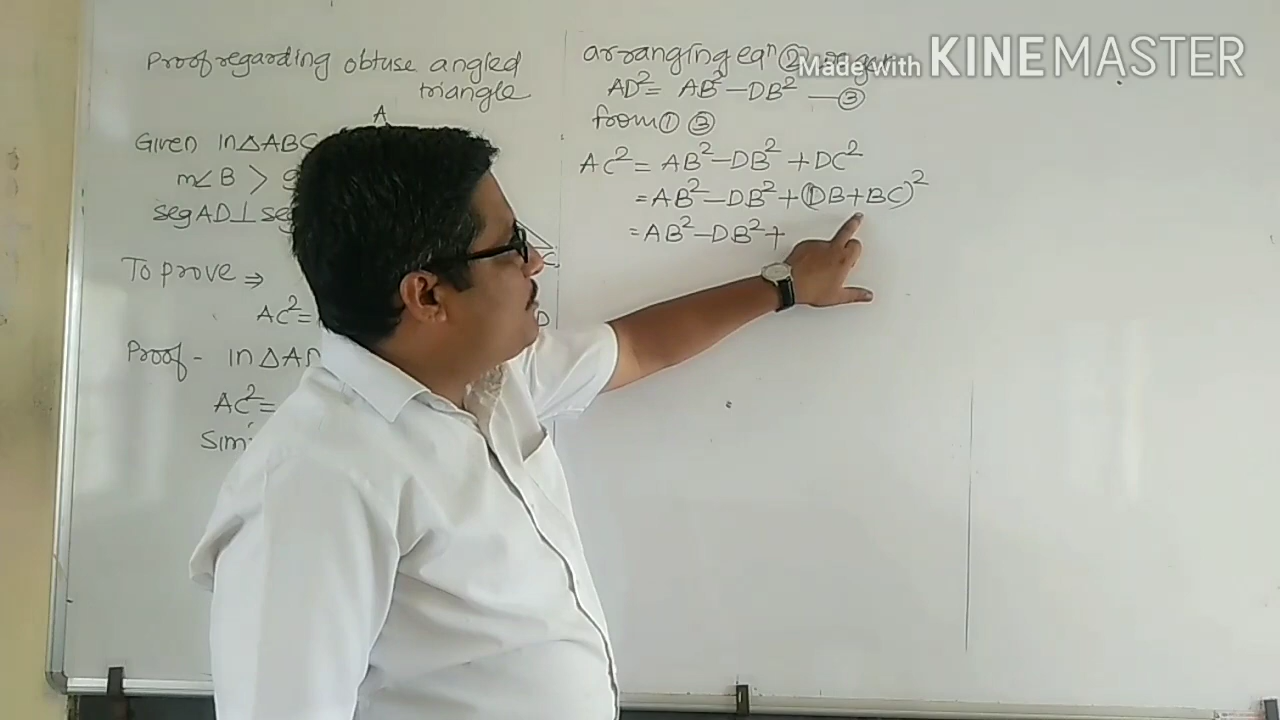 Proof regarding obtuse angled
triangle
A
Given In △ABC
m∠B >
seg AD ⊥ seg
C
To prove ⇒
AC² =
D
Proof - In △AD
AC² =
Simi
arranging eqⁿ ②
AD² = AB² - DB² — ③
from ① ③
AC² = AB² - DB² + DC²
= AB² - DB² + (DB + BC)²
= AB² - DB² +
Made with KINEMASTER